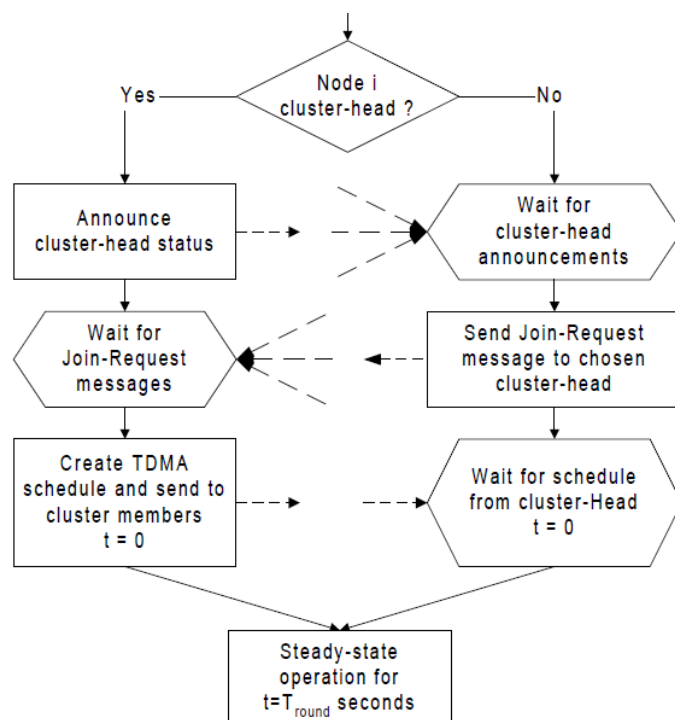 Node i
cluster-head ?
Yes
No
Announce
cluster-head status
Wait for
cluster-head
announcements
Wait for
Join-Request
messages
Send Join-Request
message to chosen
cluster-head
Create TDMA
schedule and send to
cluster members
t = 0
Wait for schedule
from cluster-Head
t = 0
Steady-state
operation for
t=Tround seconds